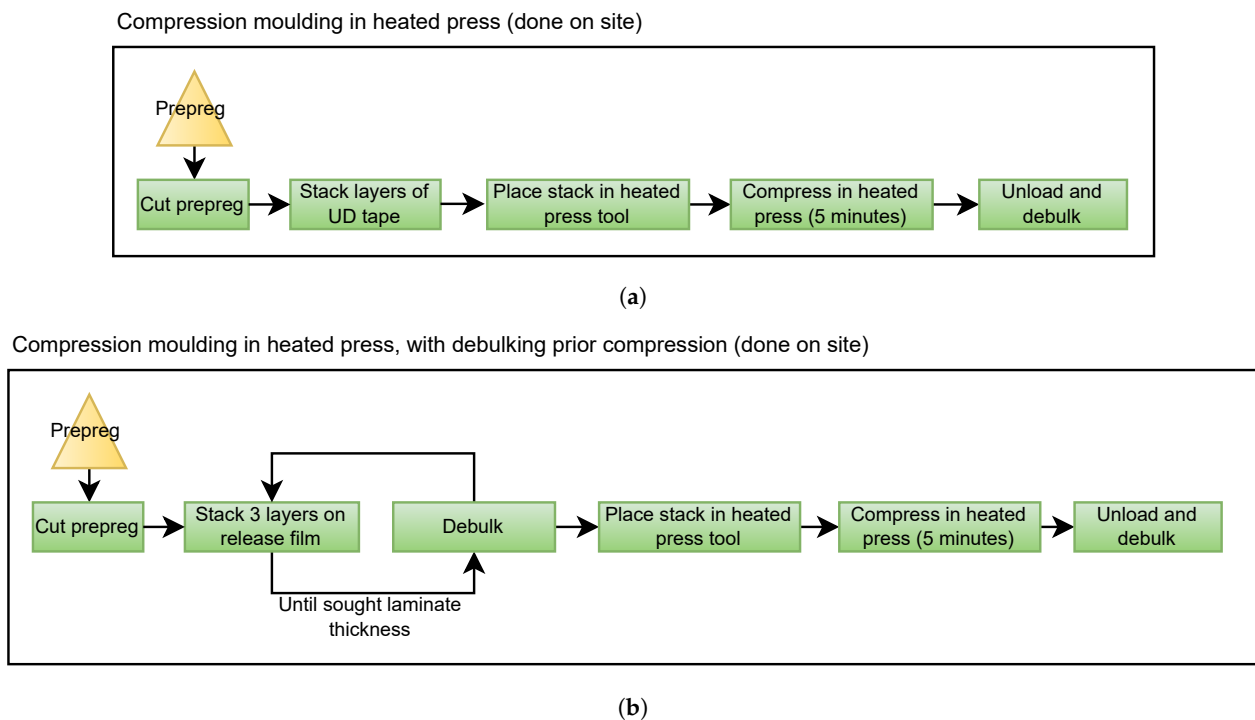 Compression moulding in heated press (done on site)
Prepreg
Cut prepreg
Stack layers of
UD tape
Place stack in heated
press tool
Compress in heated
press (5 minutes)
Unload and
debulk
(a)
Compression moulding in heated press, with debulking prior compression (done on site)
Prepreg
Cut prepreg
Stack 3 layers on
release film
Debulk
Place stack in heated
press tool
Compress in heated
press (5 minutes)
Unload and
debulk
Until sought laminate
thickness
(b)